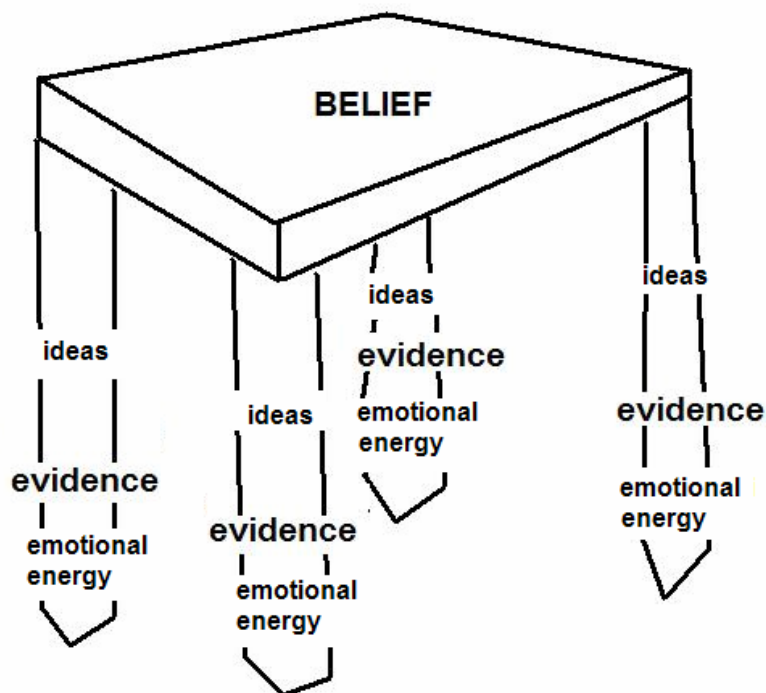 BELIEF
ideas
evidence
emotional
energy
ideas
evidence
emotional
energy
ideas
evidence
emotional
energy
ideas
evidence
emotional
energy